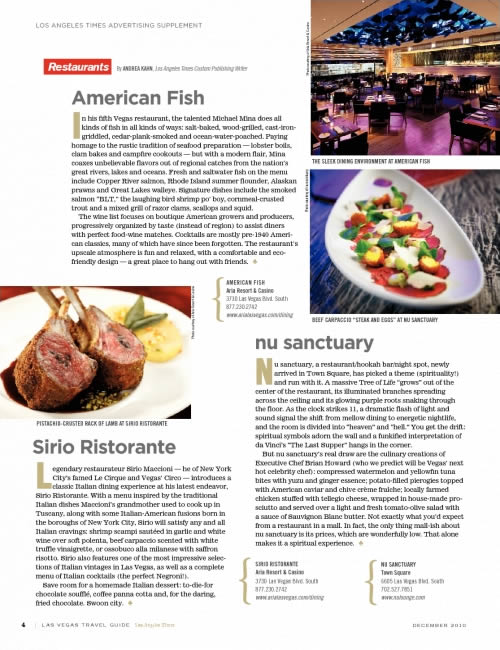 LOS ANGELES TIMES ADVERTISING SUPPLEMENT
Restaurants
By ANDREA KAHN, Los Angeles Times Custom Publishing Writer
American Fish
In his fifth Vegas restaurant, the talented Michael Mina does all
kinds of fish in all kinds of ways: salt-baked, wood-grilled, cast-iron-
griddled, cedar-plank-smoked and ocean-water-poached. Paying
homage to the rustic tradition of seafood preparation — lobster boils,
clam bakes and campfire cookouts — but with a modern flair, Mina
coaxes unbelievable flavors out of regional catches from the nation's
great rivers, lakes and oceans. Fresh and saltwater fish on the menu
include Copper River salmon, Rhode Island summer flounder, Alaskan
prawns and Great Lakes walleye. Signature dishes include the smoked
salmon "BLT," the laughing bird shrimp po' boy, cornmeal-crusted
trout and a mixed grill of razor clams, scallops and squid.
The wine list focuses on boutique American growers and producers,
progressively organized by taste (instead of region) to assist diners
with perfect food-wine matches. Cocktails are mostly pre-1940 Ameri-
can classics, many of which have since been forgotten. The restaurant's
upscale atmosphere is fun and relaxed, with a comfortable and eco-
friendly design — a great place to hang out with friends.
AMERICAN FISH
Aria Resort & Casino
3730 Las Vegas Blvd. South
877.230.2742
www.arialasvegas.com/dining
THE SLEEK DINING ENVIRONMENT AT AMERICAN FISH
BEEF CARPACCIO "STEAK AND EGGS" AT NU SANCTUARY
PISTACHIO-CRUSTED RACK OF LAMB AT SIRIO RISTORANTE
Sirio Ristorante
Legendary restaurateur Sirio Maccioni — he of New York
City's famed Le Cirque and Vegas' Circo — introduces a
classic Italian dining experience at his latest endeavor,
Sirio Ristorante. With a menu inspired by the traditional
Italian dishes Maccioni's grandmother used to cook up in
Tuscany, along with some Italian-American fusions born in
the boroughs of New York City, Sirio will satisfy any and all
Italian cravings: shrimp scampi sautéed in garlic and white
wine over soft polenta, beef carpaccio scented with white
truffle vinaigrette, or ossobuco alla milanese with saffron
risotto. Sirio also features one of the most impressive selec-
tions of Italian vintages in Las Vegas, as well as a complete
menu of Italian cocktails (the perfect Negroni!).
Save room for a homemade Italian dessert: to-die-for
chocolate soufflé, coffee panna cotta and, for the daring,
fried chocolate. Swoon city.
nu sanctuary
Nu sanctuary, a restaurant/hookah bar/night spot, newly
arrived in Town Square, has picked a theme (spirituality!)
and run with it. A massive Tree of Life "grows" out of the
center of the restaurant, its illuminated branches spreading
across the ceiling and its glowing purple roots snaking through
the floor. As the clock strikes 11, a dramatic flash of light and
sound signal the shift from mellow dining to energetic nightlife,
and the room is divided into "heaven" and "hell." You get the drift:
spiritual symbols adorn the wall and a funkified interpretation of
da Vinci's "The Last Supper" hangs in the corner.
But nu sanctuary's real draw are the culinary creations of
Executive Chef Brian Howard (who we predict will be Vegas' next
hot celebrity chef): compressed watermelon and yellowfin tuna
bites with yuzu and ginger essence; potato-filled pierogies topped
with American caviar and chive crème fraîche; locally farmed
chicken stuffed with tellegio cheese, wrapped in house-made pro-
sciutto and served over a light and fresh tomato-olive salad with
a sauce of Sauvignon Blanc butter. Not exactly what you'd expect
from a restaurant in a mall. In fact, the only thing mall-ish about
nu sanctuary is its prices, which are wonderfully low. That alone
makes it a spiritual experience.
SIRIO RISTORANTE
Aria Resort & Casino
3730 Las Vegas Blvd. South
877.230.2742
www.arialasvegas.com/dining
NU SANCTUARY
Town Square
6605 Las Vegas Blvd. South
702.527.7851
www.nulounge.com
4 | LAS VEGAS TRAVEL GUIDE Los Angeles Times
DECEMBER 2010